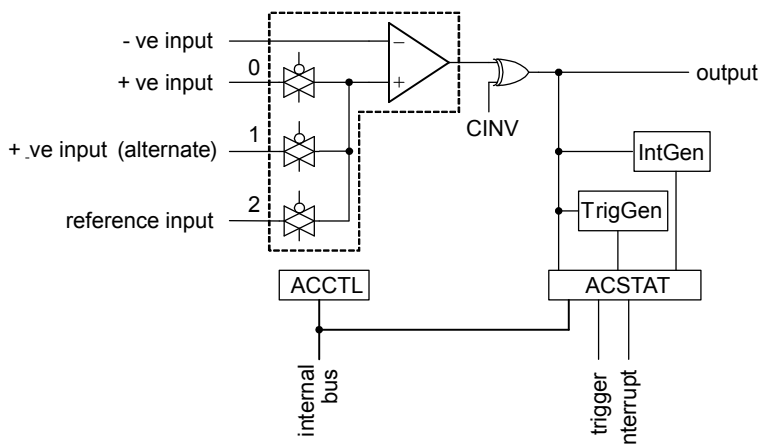 - ve input
+
-
output
0
+ ve input
CINV
1
+ ve input (alternate)
IntGen
2
reference input
TrigGen
ACCTL
ACSTAT
internal
bus
trigger
nterrupt